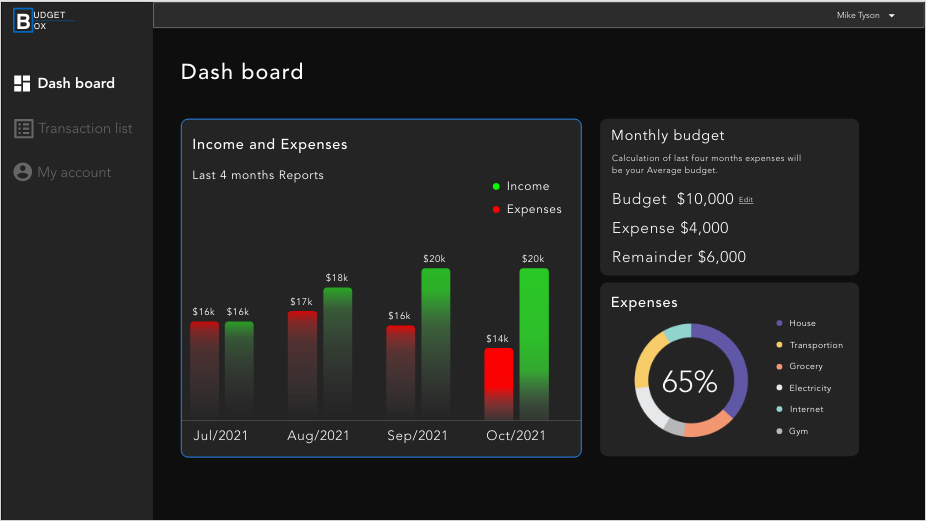 BUDGET
BOX
Mike Tyson
Dash board
Transaction list
My account
Dash board
Income and Expenses
Last 4 months Reports
Income
Expenses
$16k $16k $17k $18k $16k $20k $14k $20k
Jul/2021 Aug/2021 Sep/2021 Oct/2021
Monthly budget
Calculation of last four months expenses will
be your Average budget.
Budget $10,000 Edit
Expense $4,000
Remainder $6,000
Expenses
65%
House
Transportion
Grocery
Electricity
Internet
Gym